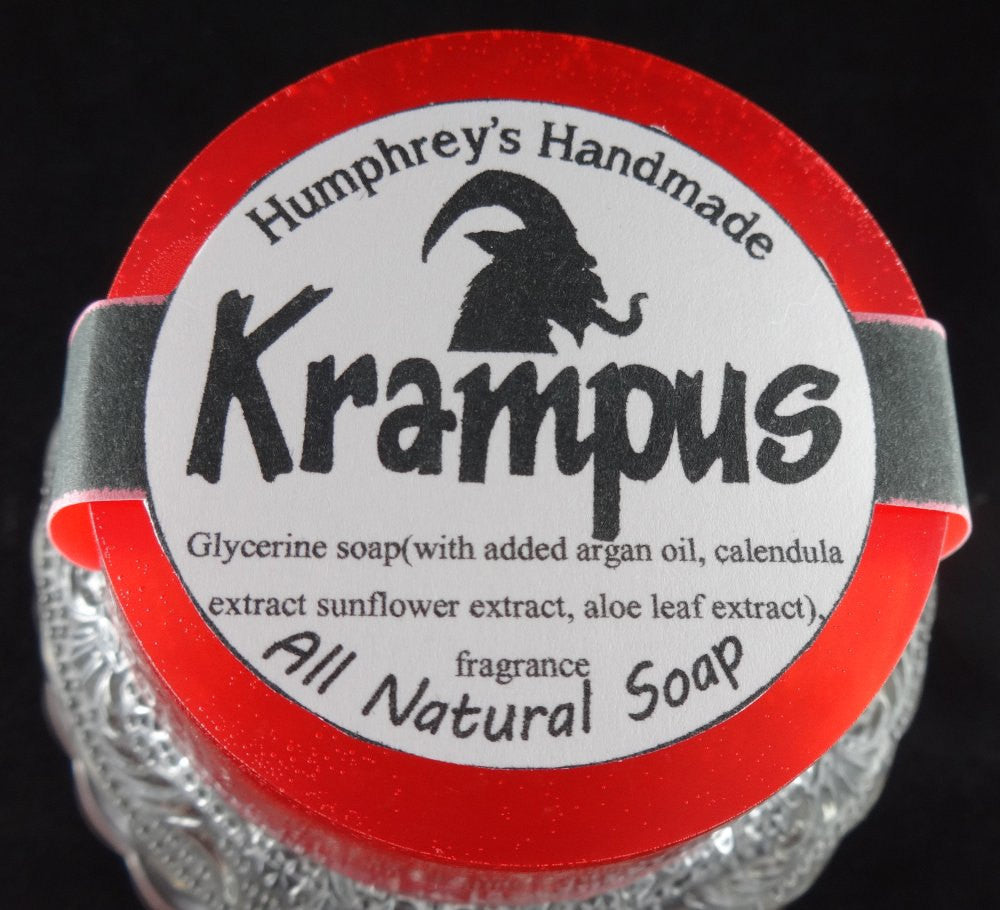 Humphrey's Handmade
Krampus
Glycerine soap(with added argan oil, calendula
extract sunflower extract, aloe leaf extract),
fragrance
All Natural Soap